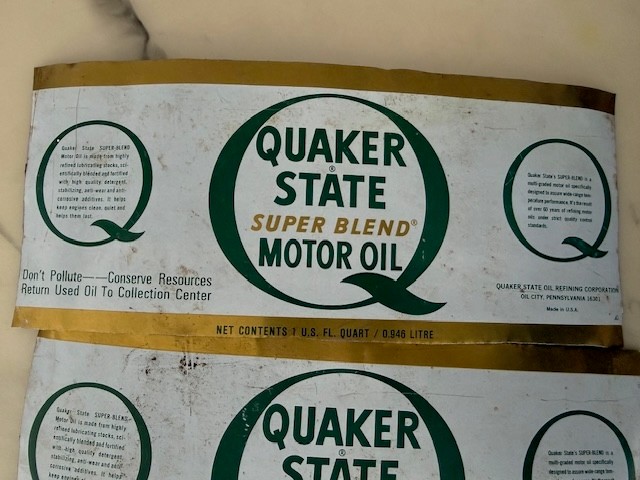 Quaker State SUPER-BLEND
Motor Oil is made from highly
refined lubricating stocks, sci-
entifically blended and fortified
with high quality detergent,
stabilizing, anti-wear and anti-
corrosive additives. It helps
keep engines clean, quiet and
helps them last.
Don't Pollute——Conserve Resources
Return Used Oil To Collection Center
QUAKER
STATE®
SUPER BLEND®
MOTOR OIL
NET CONTENTS 1 U.S. FL. QUART / 0.946 LITRE
Quaker State's SUPER-BLEND is a
multi-graded motor oil specifically
designed to assure wide-range tem-
perature performance. It's the result
of over 60 years of refining motor
oils under strict quality control
standards.
QUAKER STATE OIL REFINING CORPORATION
OIL CITY, PENNSYLVANIA 16301
Made in U.S.A.
Quaker State SUPER-BLEND
Motor Oil is made from highly
refined lubricating stocks, sci-
entifically blended and fortified
with high quality detergent,
stabilizing, anti-wear and anti-
corrosive additives. It helps
keep engines
QUAKER
STATE®
Quaker State's SUPER-BLEND is a
multi-graded motor oil specifically
designed to assure wide-range tem-